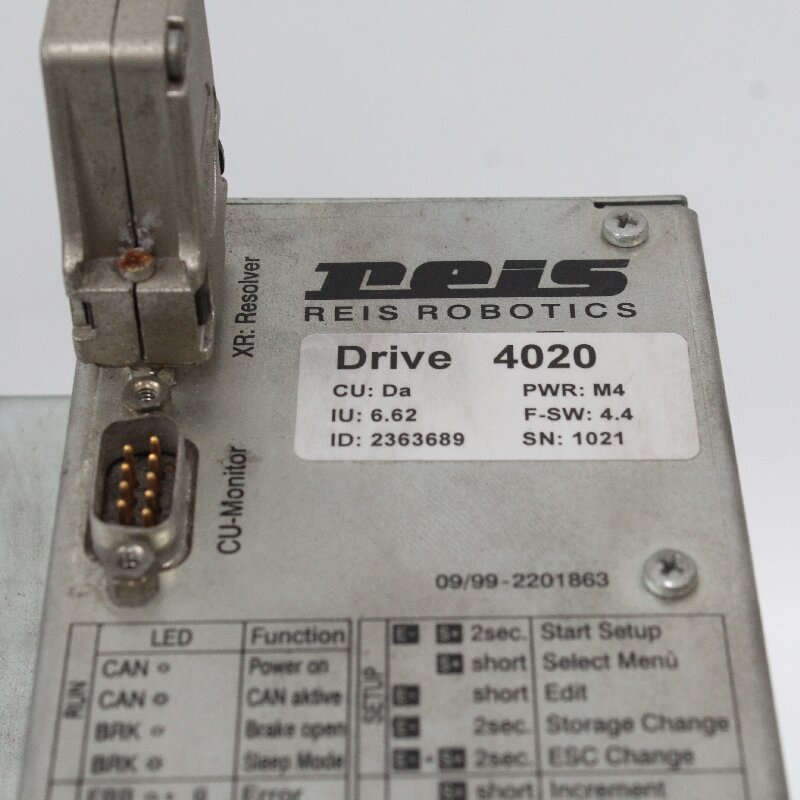 reis
REIS ROBOTICS
XR: Resolver
Drive 4020
CU: Da PWR: M4
IU: 6.62 F-SW: 4.4
ID: 2363689 SN: 1021
CU-Monitor
09/99-2201863
RUN
LED Function
CAN Power on
CAN CAN aktive
BRK Brake open
BRK Sleep Mode
ERR Error
SETUP
E- S+ 2sec. Start Setup
S+ short Select Menü
E- short Edit
E- 2sec. Storage Change
E- - S+ 2sec. ESC Change
S+ short Increment